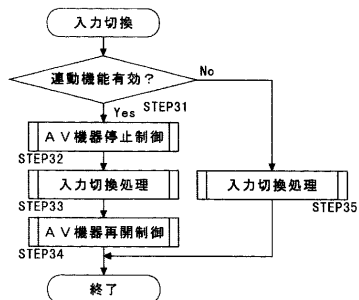 入力切換
連動機能有効？
No
Yes
STEP31
ＡＶ機器停止制御
STEP32
入力切換処理
入力切換処理
STEP33
STEP35
ＡＶ機器再開制御
STEP34
終了